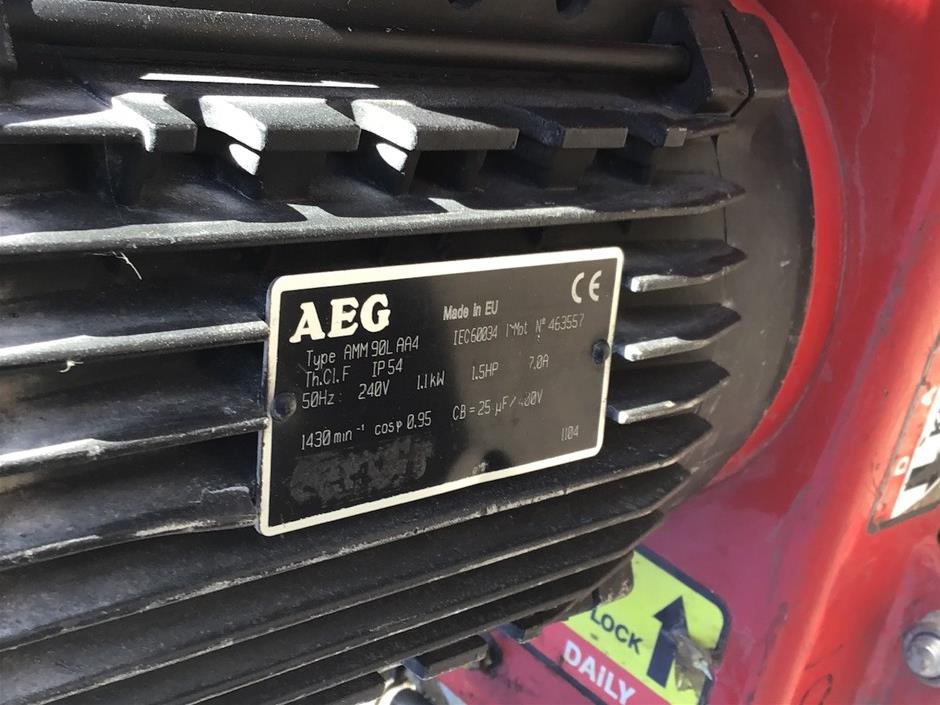 AEG Made in EU CE
Type AMM 90L AA4 IEC60034 1~Mot N° 463557
Th.Cl.F IP54
50Hz: 240V 1.1kW 1.5HP 7.0A
1430 min⁻¹ cosφ 0.95 CB=25 µF/400V
1104
D
LOCK
DAILY